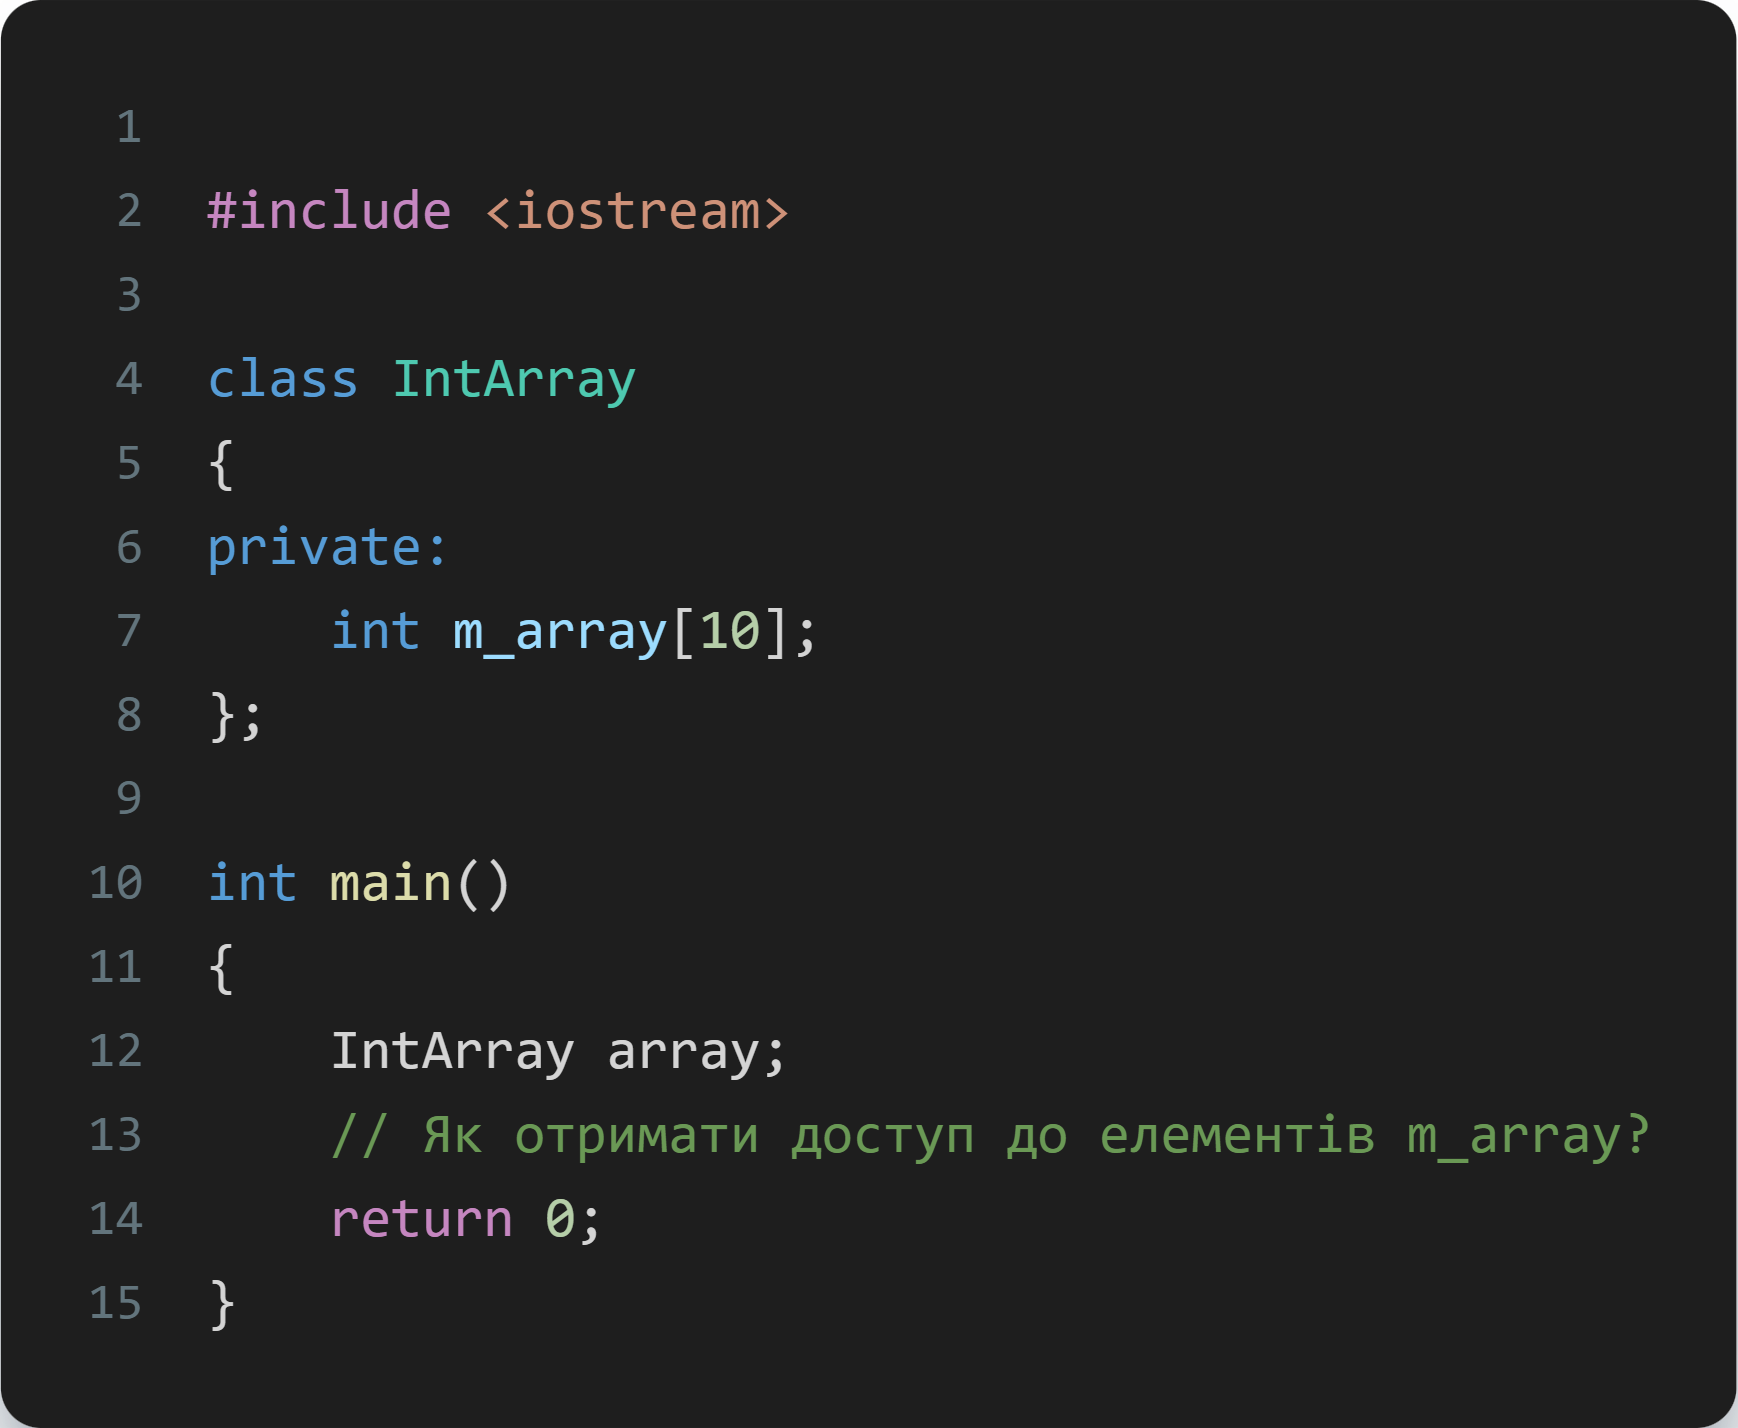 1
2 #include <iostream>
3
4 class IntArray
5 {
6 private:
7     int m_array[10];
8 };
9
10 int main()
11 {
12     IntArray array;
13     // Як отримати доступ до елементів m_array?
14     return 0;
15 }